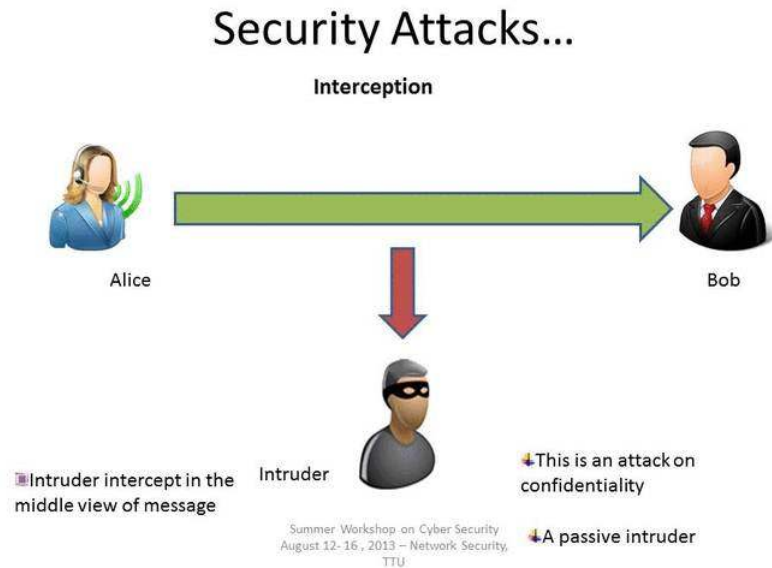 Security Attacks...
Interception
Alice
Bob
Intruder intercept in the
middle view of message
Intruder
This is an attack on
confidentiality
A passive intruder
Summer Workshop on Cyber Security
August 12- 16 , 2013 – Network Security,
TTU